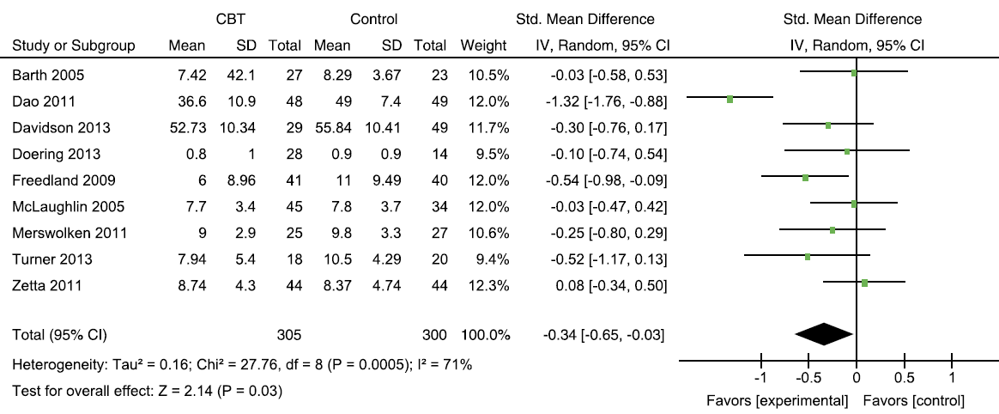 CBT Control Std. Mean Difference Std. Mean Difference
Study or Subgroup Mean SD Total Mean SD Total Weight IV, Random, 95% CI IV, Random, 95% CI
Barth 2005 7.42 42.1 27 8.29 3.67 23 10.5% -0.03 [-0.58, 0.53]
Dao 2011 36.6 10.9 48 49 7.4 49 12.0% -1.32 [-1.76, -0.88]
Davidson 2013 52.73 10.34 29 55.84 10.41 49 11.7% -0.30 [-0.76, 0.17]
Doering 2013 0.8 1 28 0.9 0.9 14 9.5% -0.10 [-0.74, 0.54]
Freedland 2009 6 8.96 41 11 9.49 40 12.0% -0.54 [-0.98, -0.09]
McLaughlin 2005 7.7 3.4 45 7.8 3.7 34 12.0% -0.03 [-0.47, 0.42]
Merswolken 2011 9 2.9 25 9.8 3.3 27 10.6% -0.25 [-0.80, 0.29]
Turner 2013 7.94 5.4 18 10.5 4.29 20 9.4% -0.52 [-1.17, 0.13]
Zetta 2011 8.74 4.3 44 8.37 4.74 44 12.3% 0.08 [-0.34, 0.50]
Total (95% CI) 305 300 100.0% -0.34 [-0.65, -0.03]
Heterogeneity: Tau² = 0.16; Chi² = 27.76, df = 8 (P = 0.0005); I² = 71%
Test for overall effect: Z = 2.14 (P = 0.03)
-1 -0.5 0 0.5 1
Favors [experimental] Favors [control]